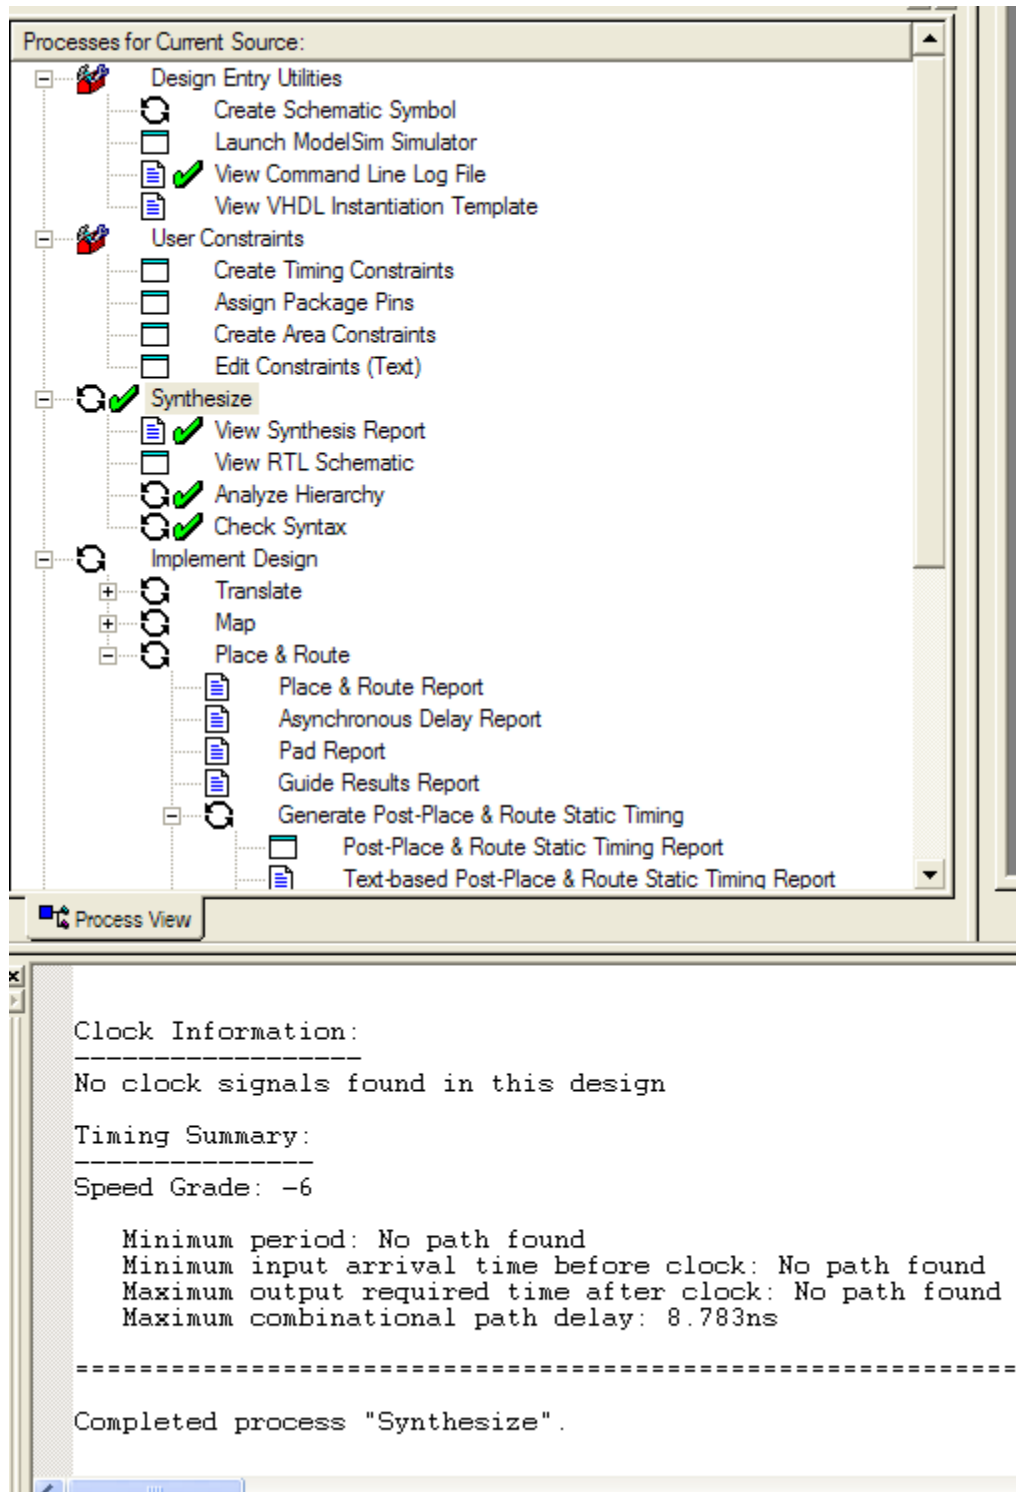 Processes for Current Source:
Design Entry Utilities
Create Schematic Symbol
Launch ModelSim Simulator
View Command Line Log File
View VHDL Instantiation Template
User Constraints
Create Timing Constraints
Assign Package Pins
Create Area Constraints
Edit Constraints (Text)
Synthesize
View Synthesis Report
View RTL Schematic
Analyze Hierarchy
Check Syntax
Implement Design
Translate
Map
Place & Route
Place & Route Report
Asynchronous Delay Report
Pad Report
Guide Results Report
Generate Post-Place & Route Static Timing
Post-Place & Route Static Timing Report
Text-based Post-Place & Route Static Timing Report
Process View
Clock Information:
------------------
No clock signals found in this design
Timing Summary:
---------------
Speed Grade: -6
Minimum period: No path found
Minimum input arrival time before clock: No path found
Maximum output required time after clock: No path found
Maximum combinational path delay: 8.783ns
===========================================================
Completed process "Synthesize".